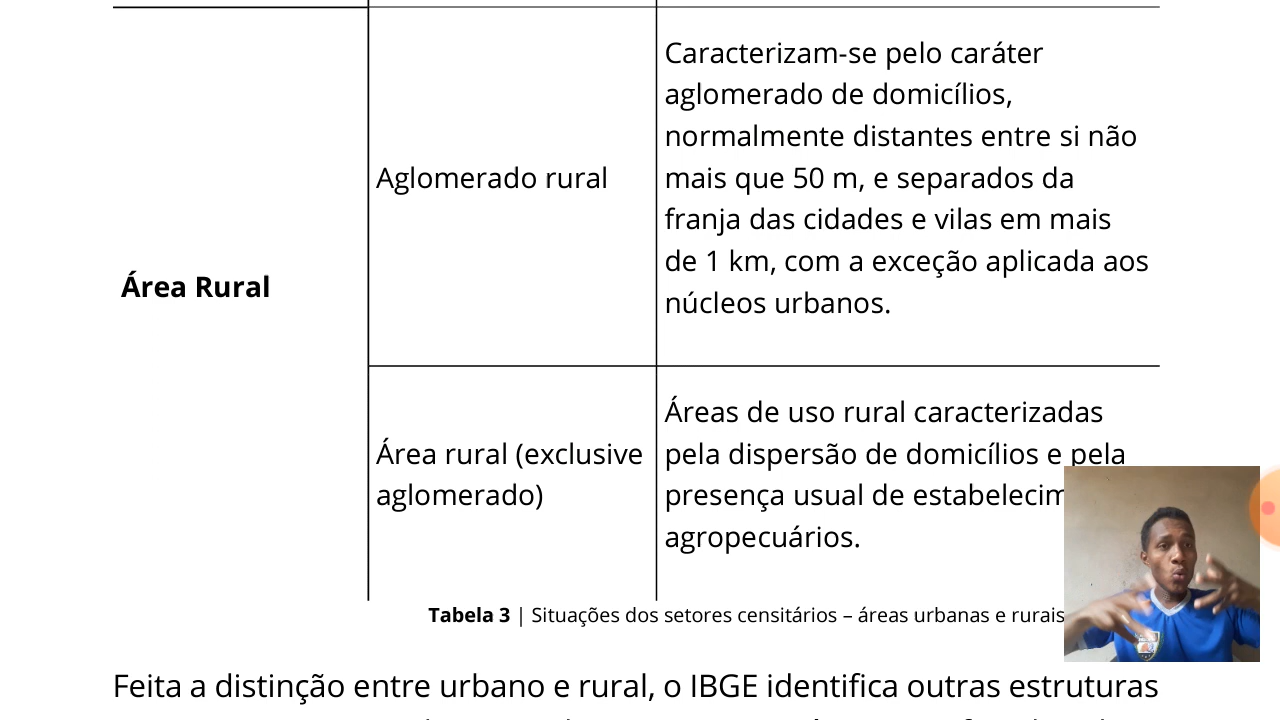 Caracterizam-se pelo caráter
aglomerado de domicílios,
normalmente distantes entre si não
mais que 50 m, e separados da
franja das cidades e vilas em mais
de 1 km, com a exceção aplicada aos
núcleos urbanos.
Aglomerado rural
Área Rural
Área rural (exclusive
aglomerado)
Áreas de uso rural caracterizadas
pela dispersão de domicílios e pela
presença usual de
agropecuários.
Tabela 3 | Situações dos setores censitários – áreas urbanas e rurais
Feita a distinção entre urbano e rural, o IBGE identifica outras estruturas